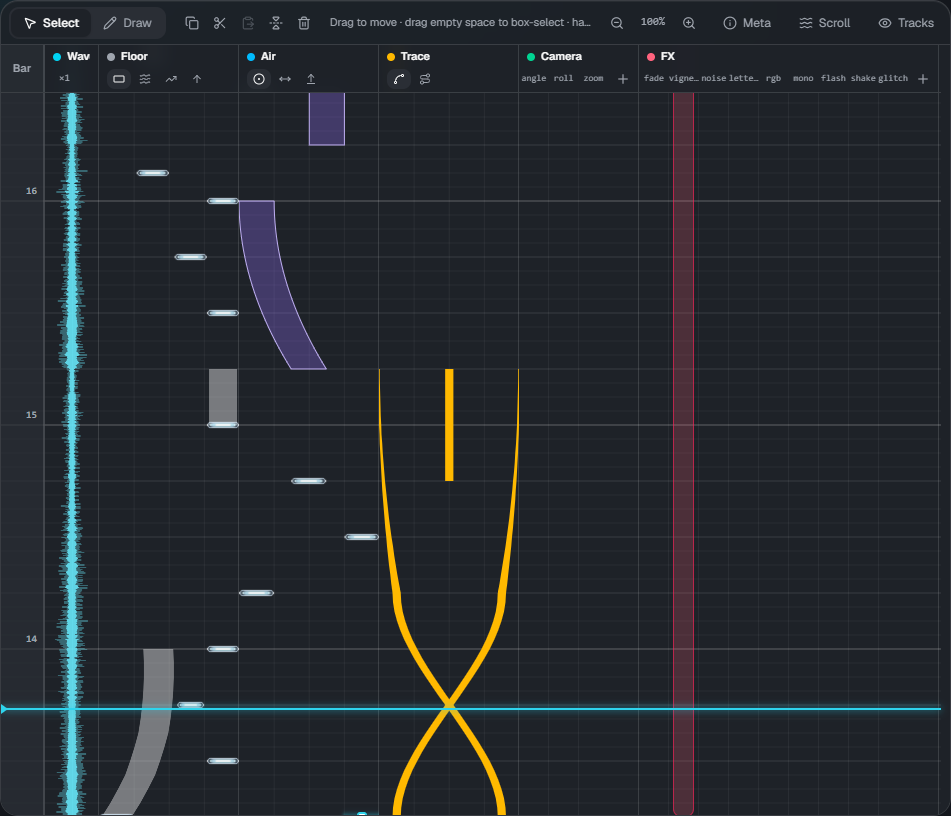 Select Draw Drag to move · drag empty space to box-select · ha... 100% Meta Scroll Tracks
Bar Wav Floor Air Trace Camera FX
×1 angle roll zoom fade vigne... noise lette... rgb mono flash shake glitch
16
15
14